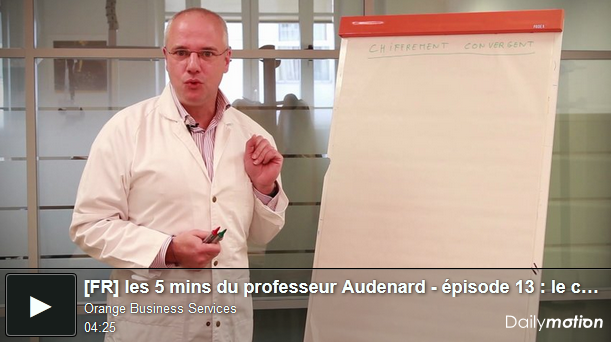 CHIFFREMENT CONVERGENT
[FR] les 5 mins du professeur Audenard - épisode 13 : le c...
Orange Business Services
04:25
Dailymotion